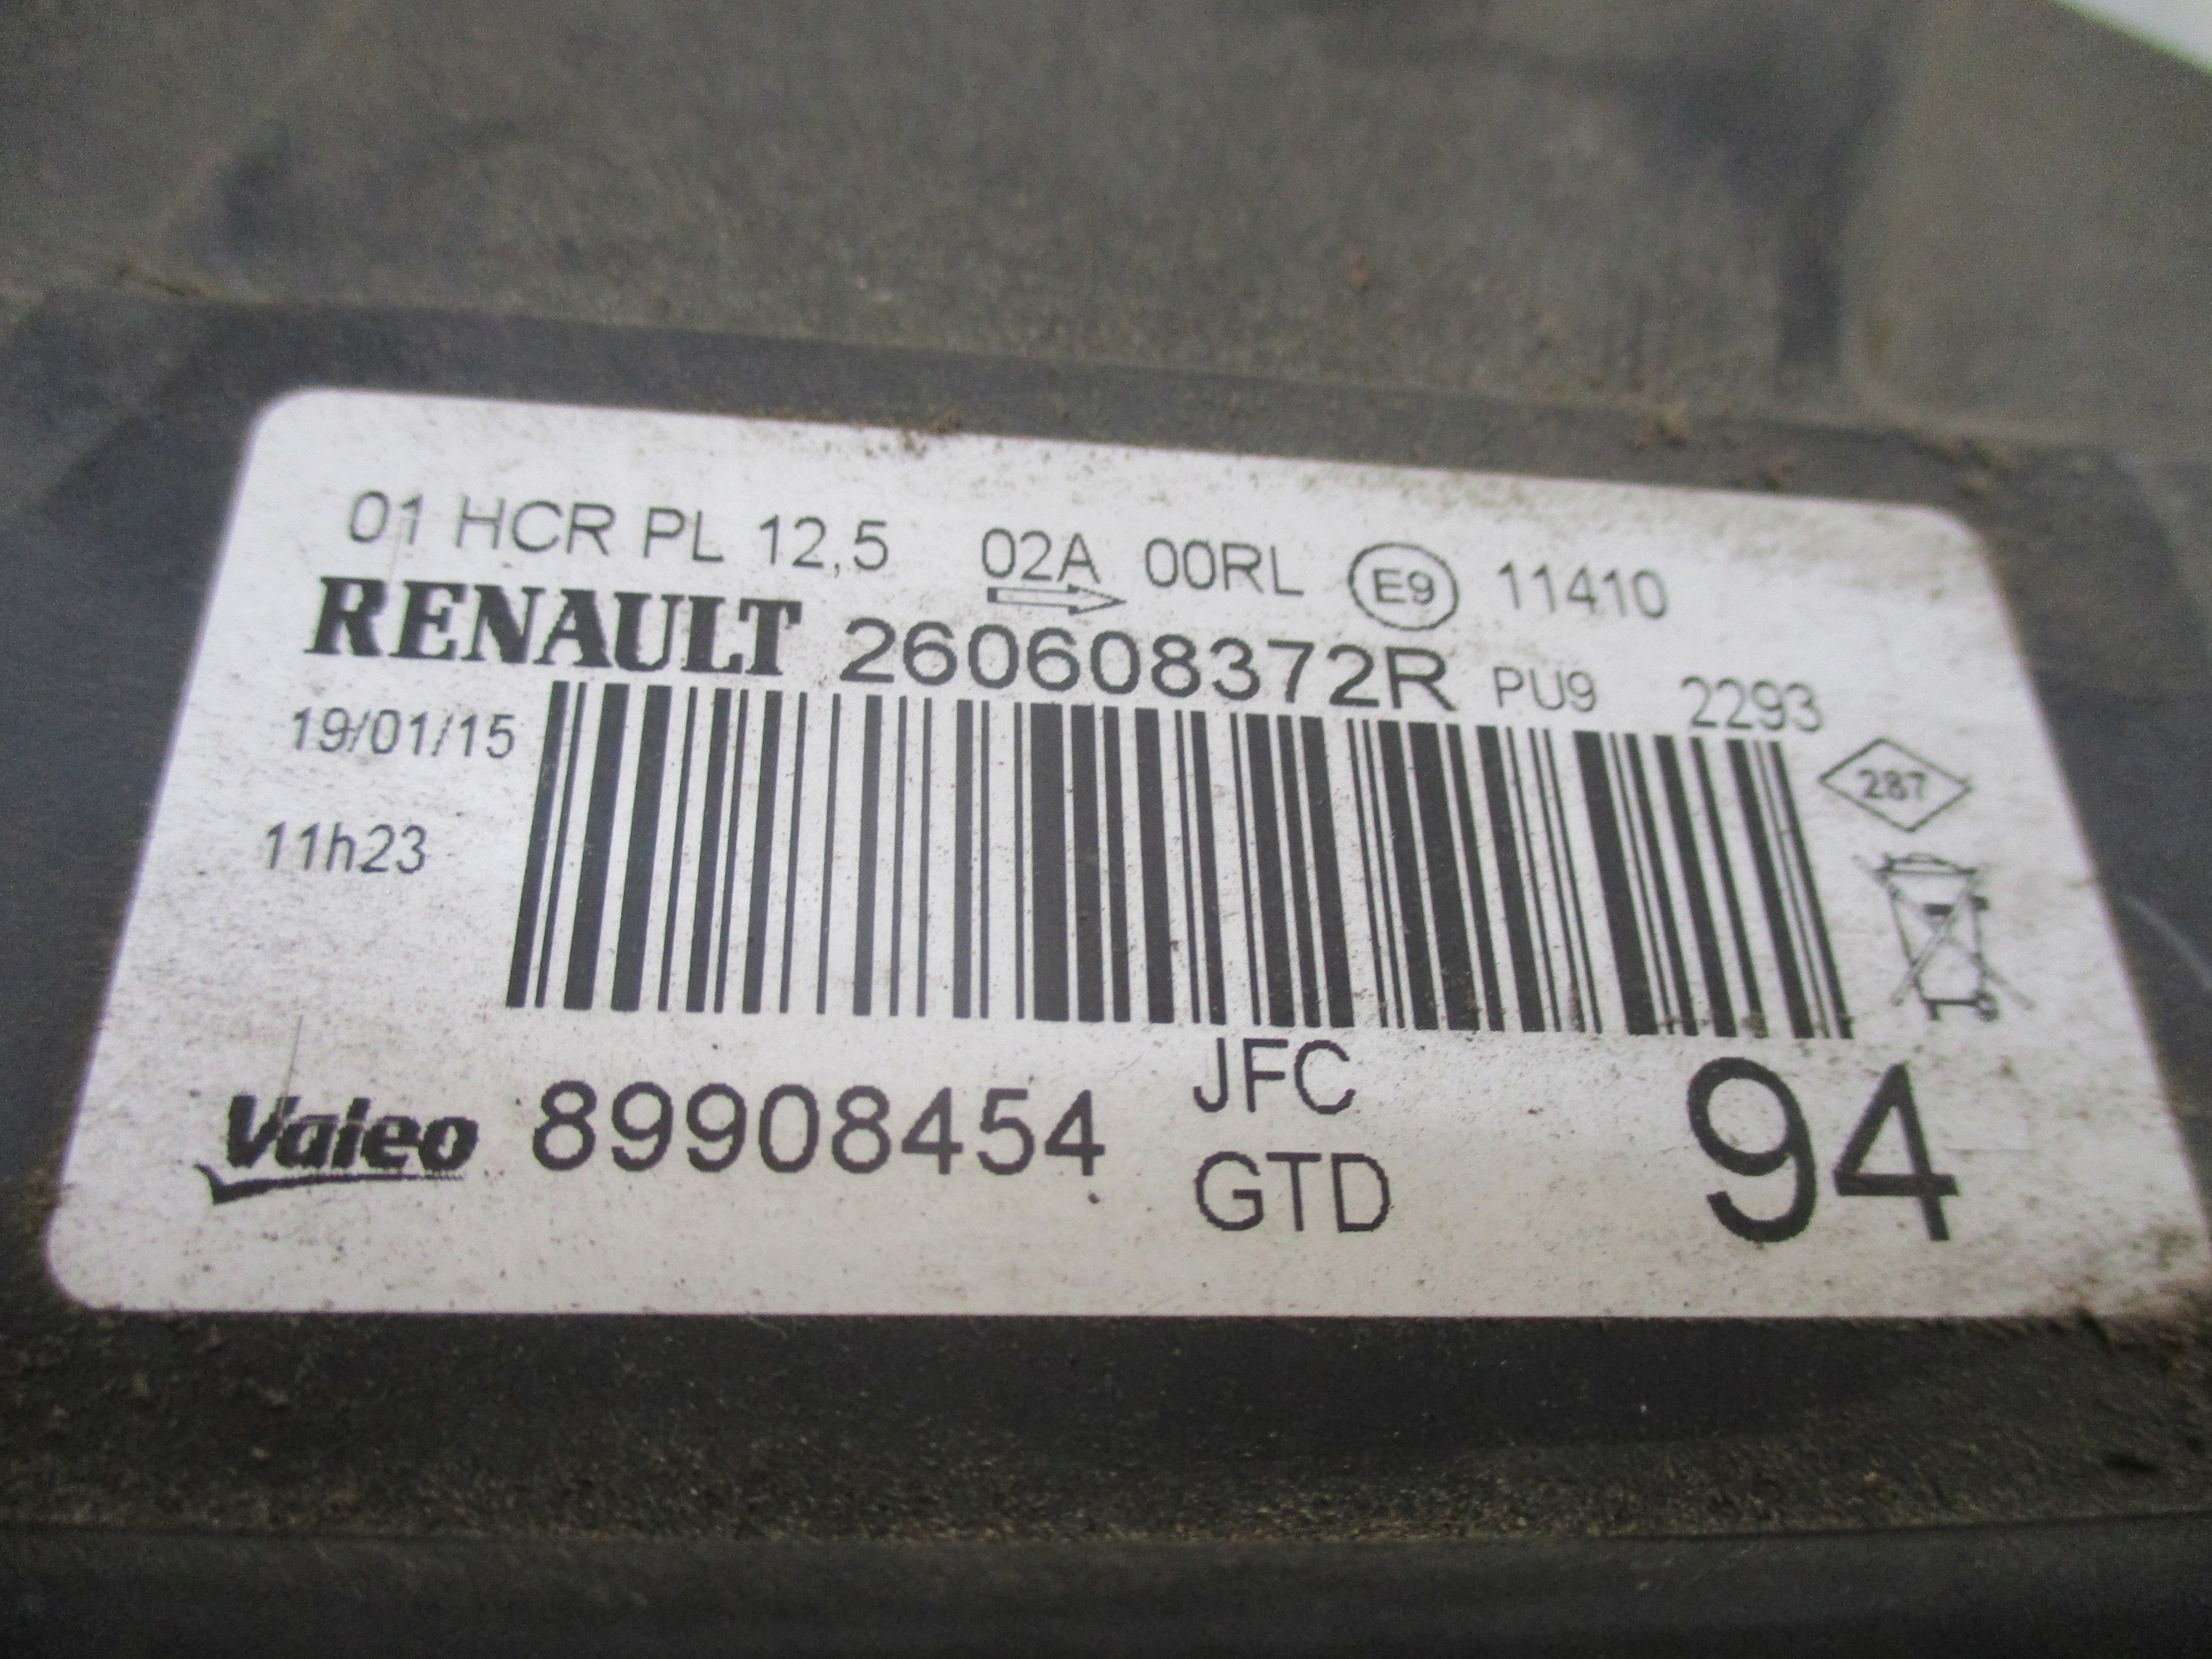 01 HCR PL 12,5 02A 00RL E9 11410
RENAULT 260608372R PU9 2293
19/01/15
287
11h23
Valeo 89908454 JFC 94
GTD